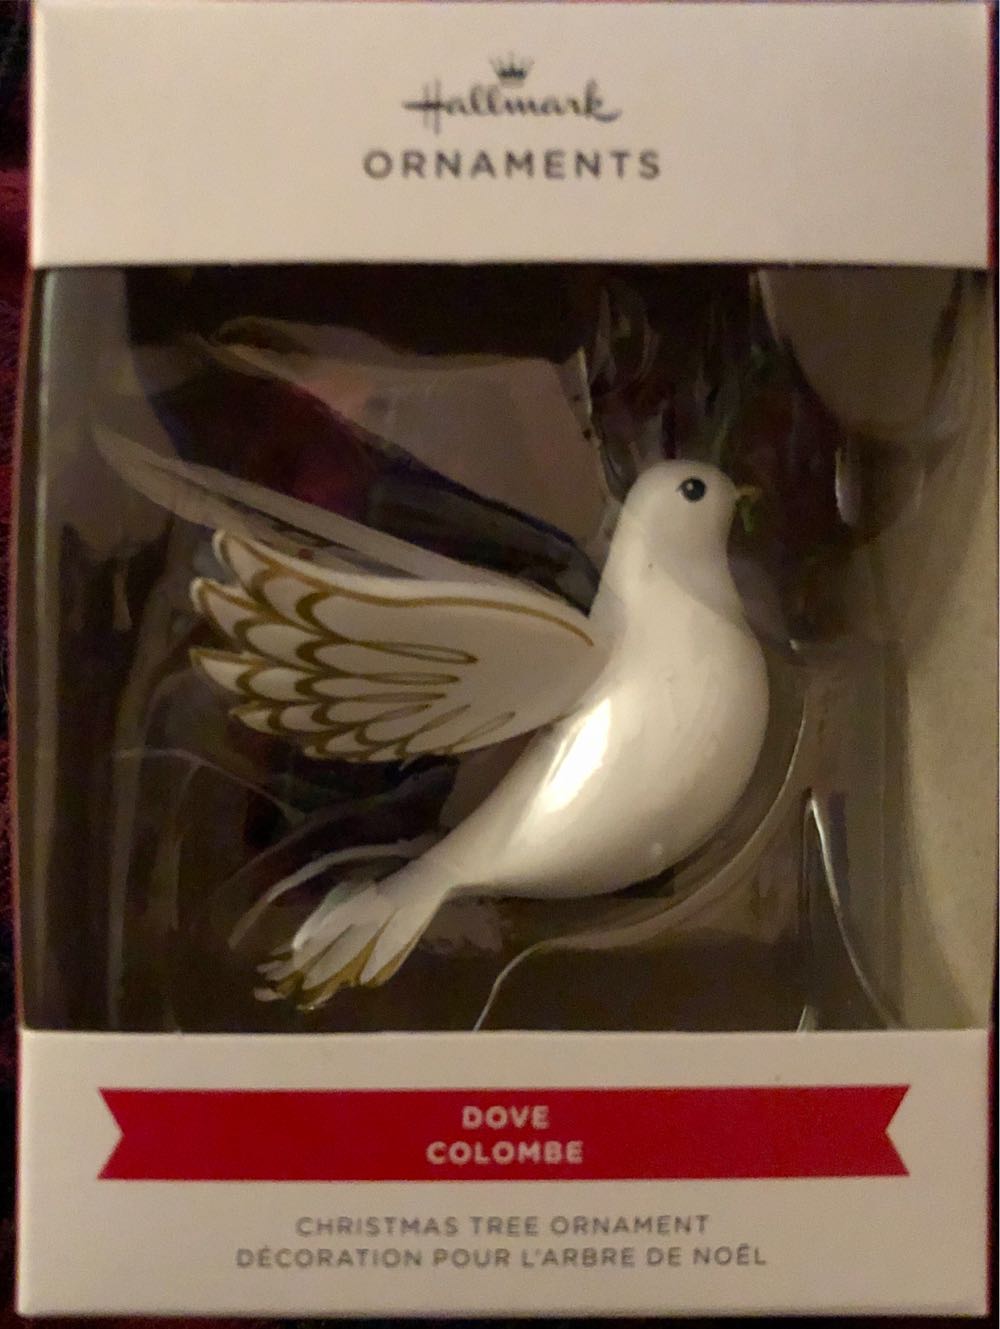 Hallmark
ORNAMENTS
DOVE
COLOMBE
CHRISTMAS TREE ORNAMENT
DÉCORATION POUR L'ARBRE DE NOËL